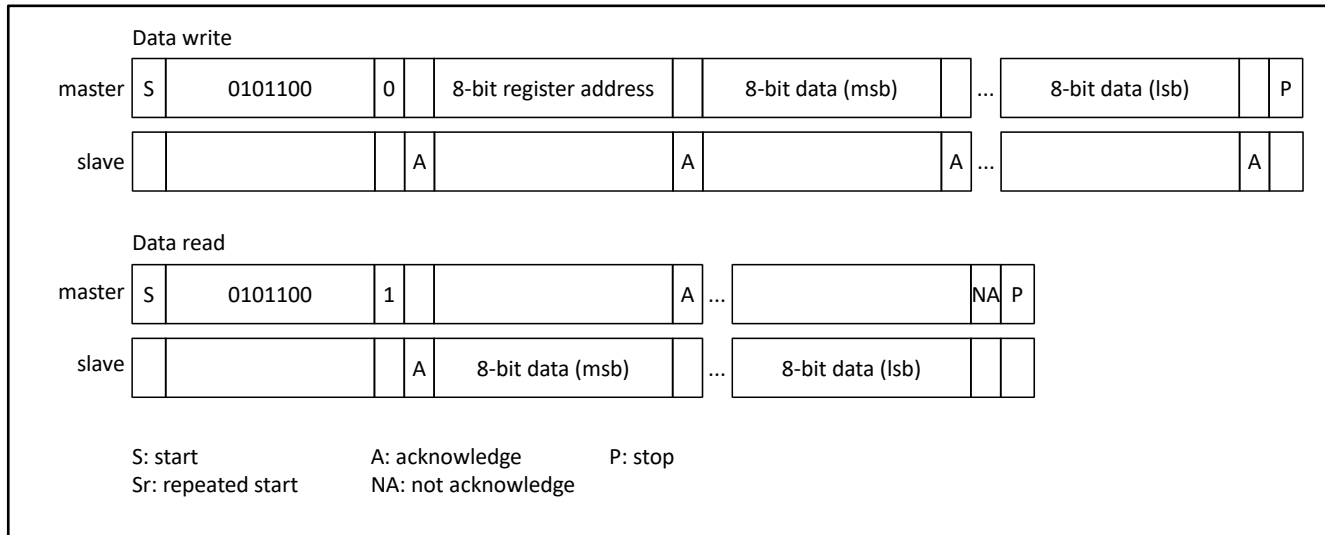 Data write
master S 0101100 0 8-bit register address 8-bit data (msb) ... 8-bit data (lsb) P
slave A A A ... A
Data read
master S 0101100 1 A ... NA P
slave A 8-bit data (msb) ... 8-bit data (lsb)
S: start A: acknowledge P: stop
Sr: repeated start NA: not acknowledge